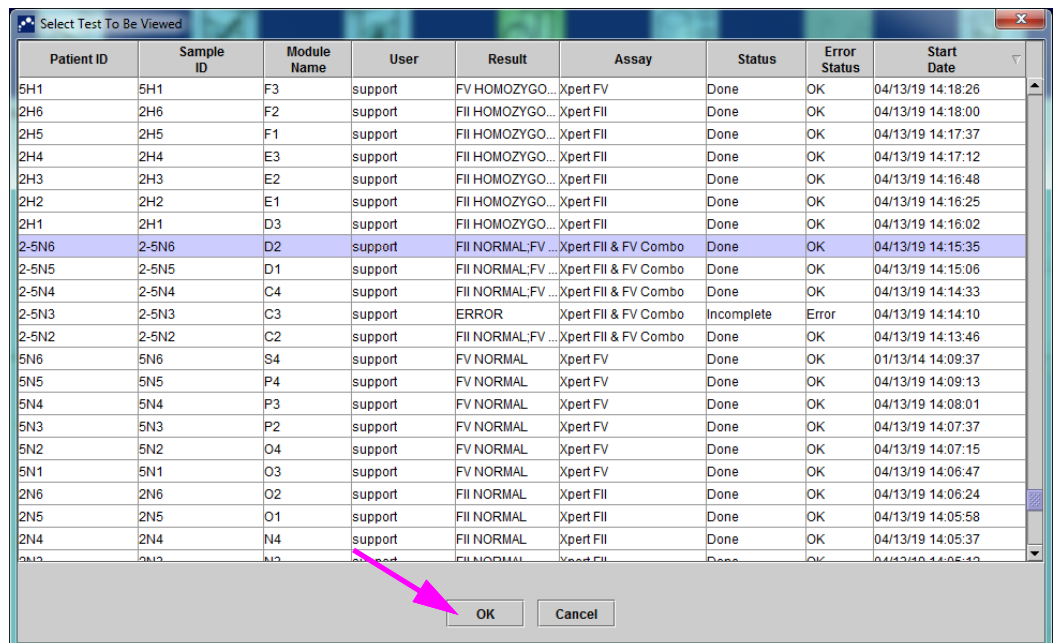 Select Test To Be Viewed
Patient ID Sample ID Module Name User Result Assay Status Error Status Start Date
5H1 5H1 F3 support FV HOMOZYGO... Xpert FV Done OK 04/13/19 14:18:26
2H6 2H6 F2 support FII HOMOZYGO... Xpert FII Done OK 04/13/19 14:18:00
2H5 2H5 F1 support FII HOMOZYGO... Xpert FII Done OK 04/13/19 14:17:37
2H4 2H4 E3 support FII HOMOZYGO... Xpert FII Done OK 04/13/19 14:17:12
2H3 2H3 E2 support FII HOMOZYGO... Xpert FII Done OK 04/13/19 14:16:48
2H2 2H2 E1 support FII HOMOZYGO... Xpert FII Done OK 04/13/19 14:16:25
2H1 2H1 D3 support FII HOMOZYGO... Xpert FII Done OK 04/13/19 14:16:02
2-5N6 2-5N6 D2 support FII NORMAL;FV ... Xpert FII & FV Combo Done OK 04/13/19 14:15:35
2-5N5 2-5N5 D1 support FII NORMAL;FV ... Xpert FII & FV Combo Done OK 04/13/19 14:15:06
2-5N4 2-5N4 C4 support FII NORMAL;FV ... Xpert FII & FV Combo Done OK 04/13/19 14:14:33
2-5N3 2-5N3 C3 support ERROR Xpert FII & FV Combo Incomplete Error 04/13/19 14:14:10
2-5N2 2-5N2 C2 support FII NORMAL;FV ... Xpert FII & FV Combo Done OK 04/13/19 14:13:46
5N6 5N6 S4 support FV NORMAL Xpert FV Done OK 01/13/14 14:09:37
5N5 5N5 P4 support FV NORMAL Xpert FV Done OK 04/13/19 14:09:13
5N4 5N4 P3 support FV NORMAL Xpert FV Done OK 04/13/19 14:08:01
5N3 5N3 P2 support FV NORMAL Xpert FV Done OK 04/13/19 14:07:37
5N2 5N2 O4 support FV NORMAL Xpert FV Done OK 04/13/19 14:07:15
5N1 5N1 O3 support FV NORMAL Xpert FV Done OK 04/13/19 14:06:47
2N6 2N6 O2 support FII NORMAL Xpert FII Done OK 04/13/19 14:06:24
2N5 2N5 O1 support FII NORMAL Xpert FII Done OK 04/13/19 14:05:58
2N4 2N4 N4 support FII NORMAL Xpert FII Done OK 04/13/19 14:05:37
OK Cancel